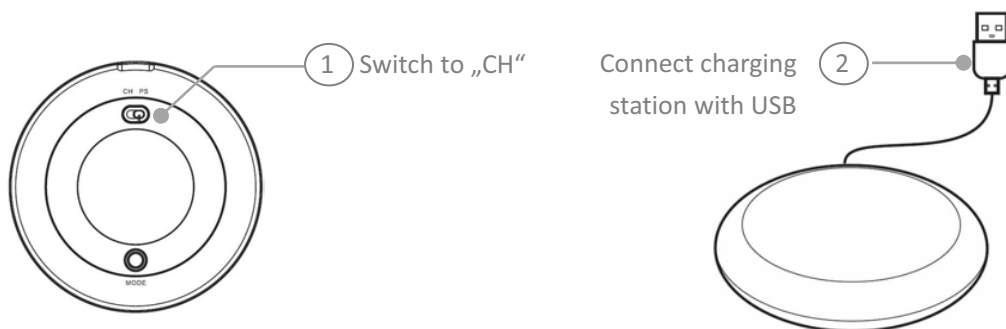 1 Switch to „CH“
CH PS
MODE
Connect charging 2
station with USB